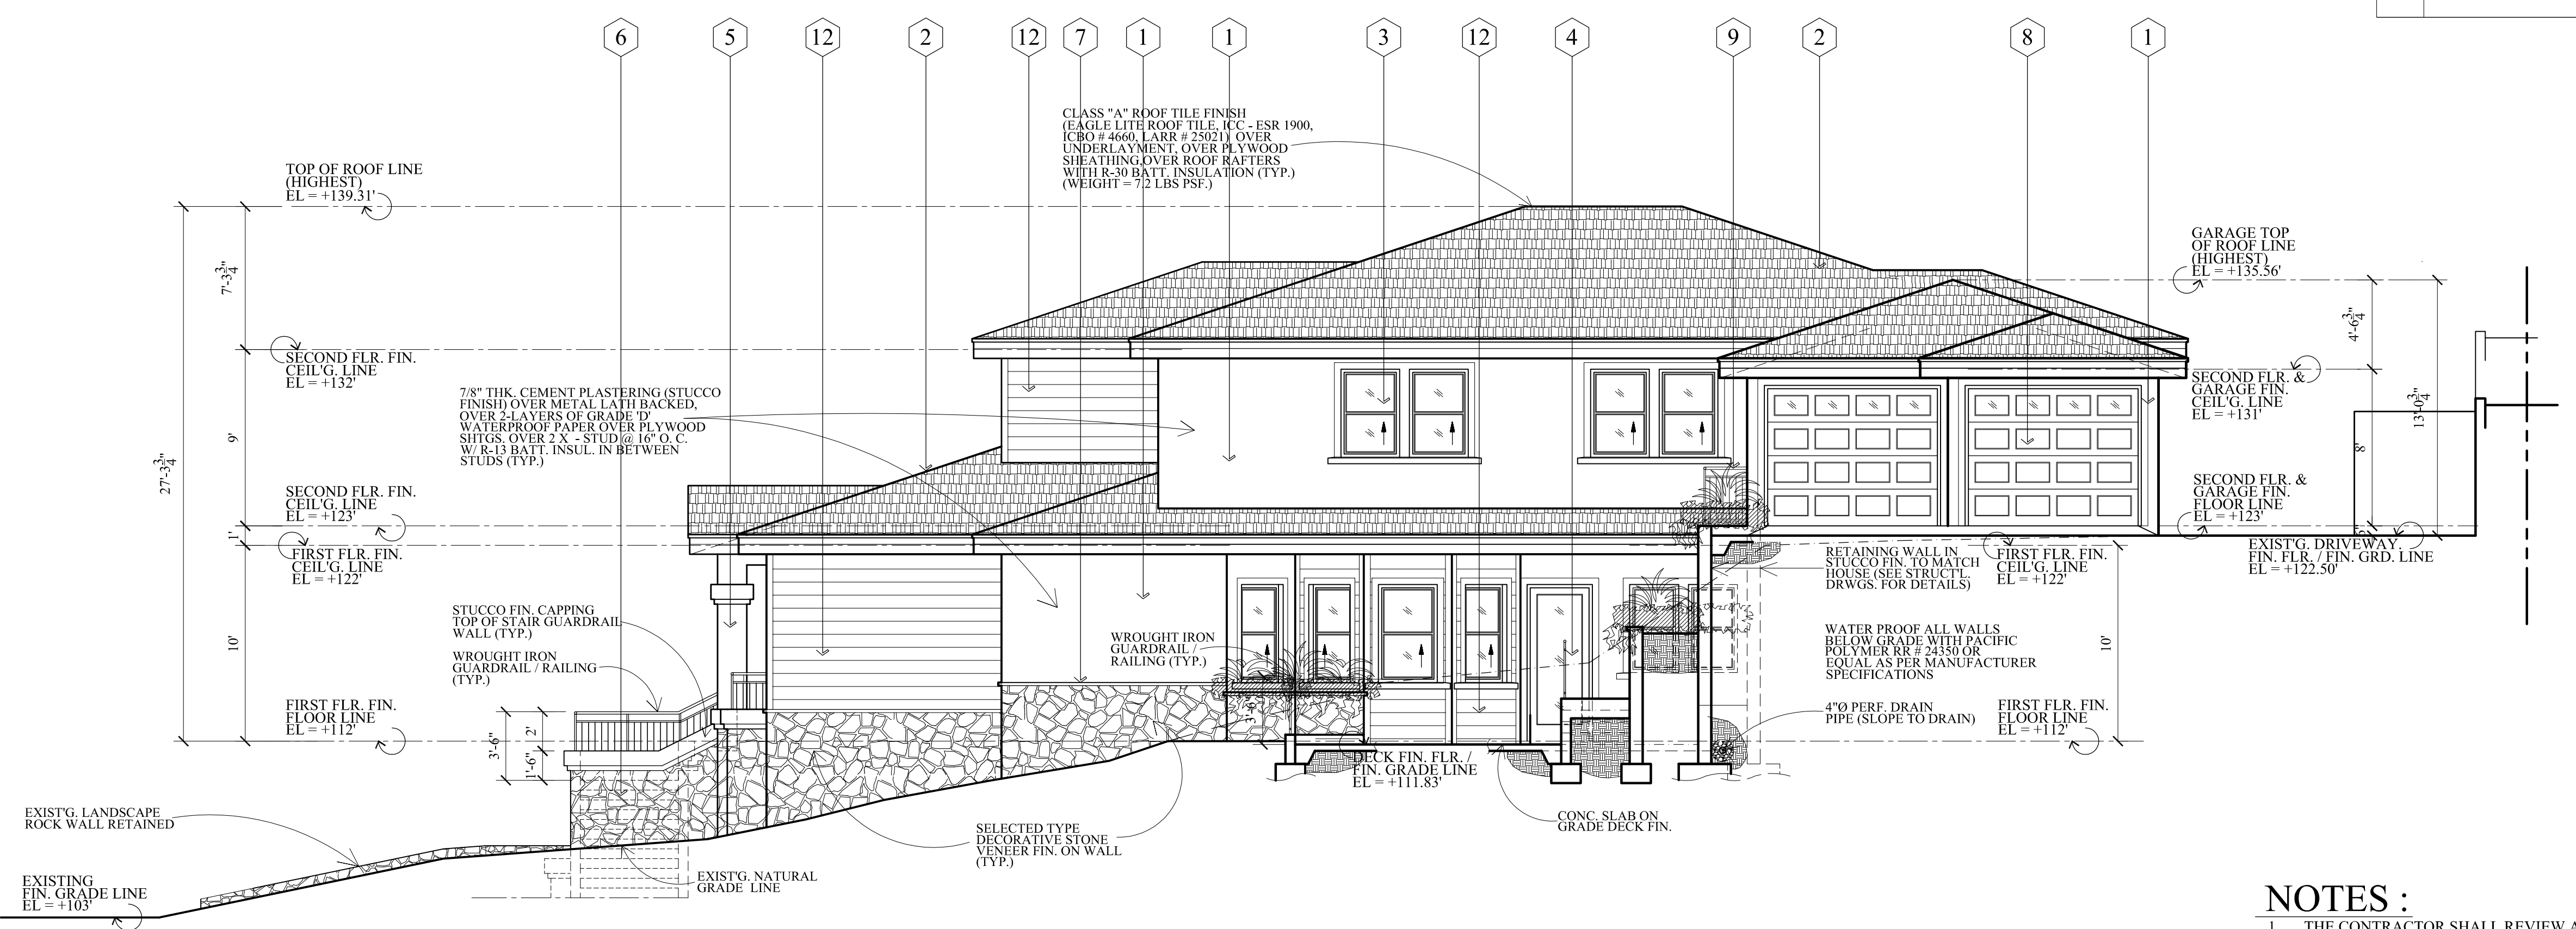 6
5
12
2
12
7
1
1
3
12
4
9
2
8
1
CLASS "A" ROOF TILE FINISH
(EAGLE LITE ROOF TILE, ICC - ESR 1900,
ICBO # 4660, LARR # 25021) OVER
UNDERLAYMENT, OVER PLYWOOD
SHEATHING,OVER ROOF RAFTERS
WITH R-30 BATT. INSULATION (TYP.)
(WEIGHT = 7.2 LBS PSF.)
TOP OF ROOF LINE
(HIGHEST)
EL = +139.31'
7'-3 3/4"
SECOND FLR. FIN.
CEIL'G. LINE
EL = +132'
9'
27'-3 3/4"
SECOND FLR. FIN.
CEIL'G. LINE
EL = +123'
1'
FIRST FLR. FIN.
CEIL'G. LINE
EL = +122'
10'
FIRST FLR. FIN.
FLOOR LINE
EL = +112'
7/8" THK. CEMENT PLASTERING (STUCCO
FINISH) OVER METAL LATH BACKED,
OVER 2-LAYERS OF GRADE 'D'
WATERPROOF PAPER OVER PLYWOOD
SHTGS. OVER 2 X - STUD @ 16" O. C.
W/ R-13 BATT. INSUL. IN BETWEEN
STUDS (TYP.)
STUCCO FIN. CAPPING
TOP OF STAIR GUARDRAIL
WALL (TYP.)
WROUGHT IRON
GUARDRAIL / RAILING
(TYP.)
3'-6"
2'
1'-6"
WROUGHT IRON
GUARDRAIL /
RAILING (TYP.)
3'-6"
DECK FIN. FLR. /
FIN. GRADE LINE
EL = +111.83'
CONC. SLAB ON
GRADE DECK FIN.
SELECTED TYPE
DECORATIVE STONE
VENEER FIN. ON WALL
(TYP.)
EXIST'G. NATURAL
GRADE LINE
EXIST'G. LANDSCAPE
ROCK WALL RETAINED
EXISTING
FIN. GRADE LINE
EL = +103'
GARAGE TOP
OF ROOF LINE
(HIGHEST)
EL = +135.56'
4'-6 3/4"
13'-0 3/4"
SECOND FLR. &
GARAGE FIN.
CEIL'G. LINE
EL = +131'
8'
SECOND FLR. &
GARAGE FIN.
FLOOR LINE
EL = +123'
EXIST'G. DRIVEWAY.
FIN. FLR. / FIN. GRD. LINE
EL = +122.50'
RETAINING WALL IN
STUCCO FIN. TO MATCH
HOUSE (SEE STRUCT'L.
DRWGS. FOR DETAILS)
FIRST FLR. FIN.
CEIL'G. LINE
EL = +122'
WATER PROOF ALL WALLS
BELOW GRADE WITH PACIFIC
POLYMER RR # 24350 OR
EQUAL AS PER MANUFACTURER
SPECIFICATIONS
10'
4"Ø PERF. DRAIN
PIPE (SLOPE TO DRAIN)
FIRST FLR. FIN.
FLOOR LINE
EL = +112'
NOTES :
1. THE CONTRACTOR SHALL REVIEW A